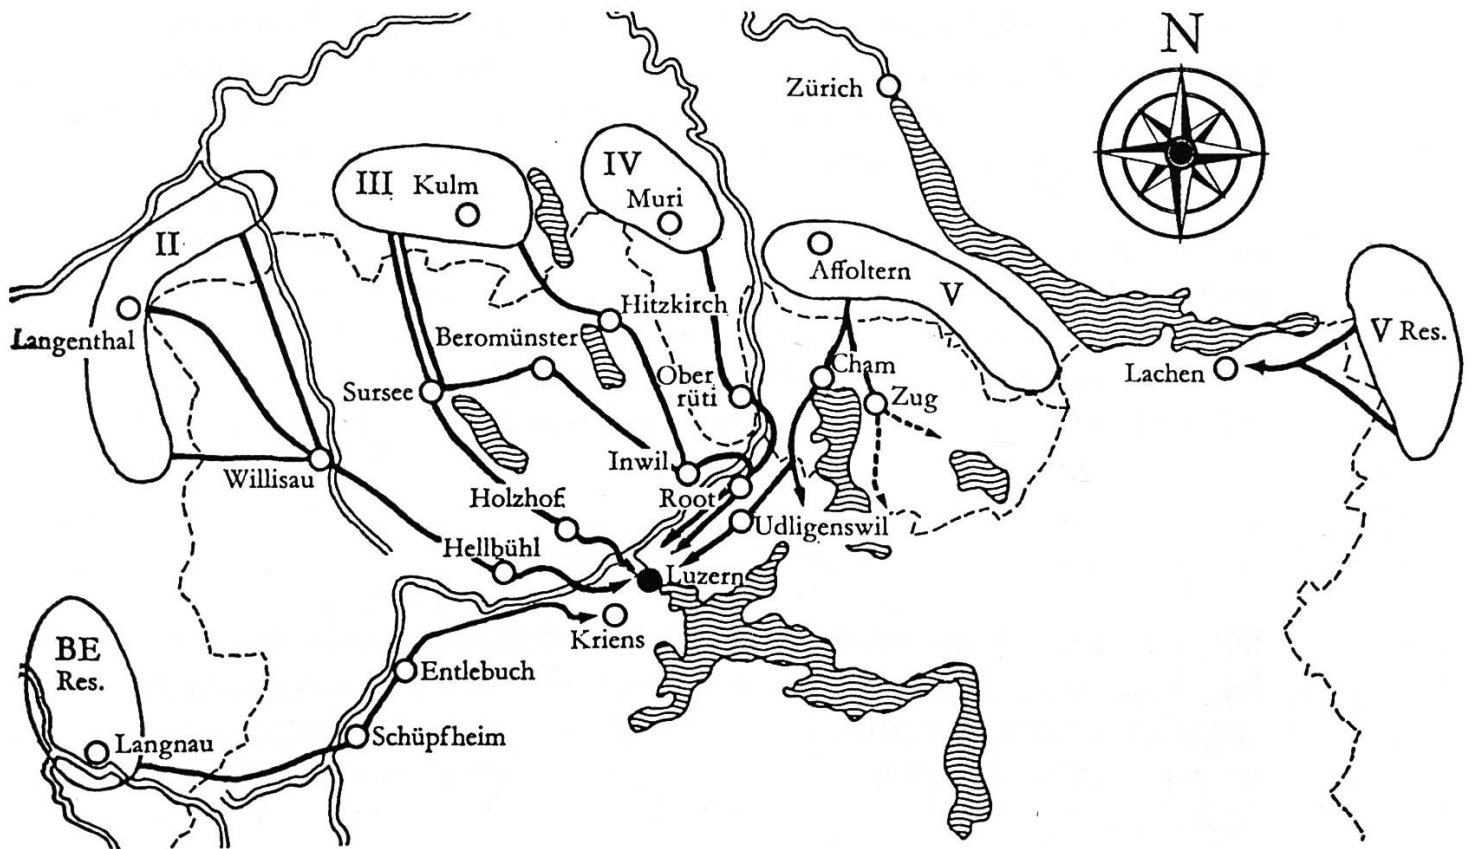 N
Zürich
III Kulm
IV
Muri
II
Affoltern
V
Langenthal
Hitzkirch
Beromünster
V Res.
Lachen
Ober
rüti
Cham
Sursee
Zug
Willisau
Inwil
Root
Holzhof
Udligenswil
Hellbühl
Luzern
Kriens
BE
Res.
Entlebuch
Langnau
Schüpfheim